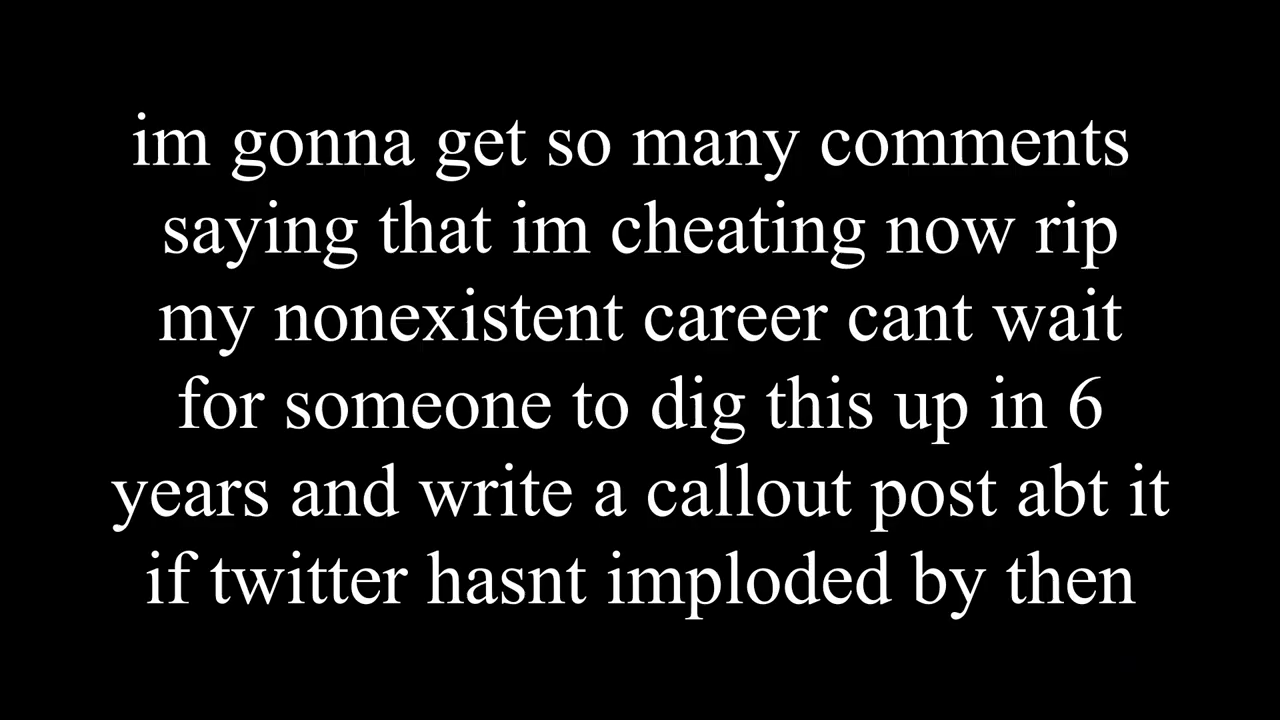 im gonna get so many comments
saying that im cheating now rip
my nonexistent career cant wait
for someone to dig this up in 6
years and write a callout post abt it
if twitter hasnt imploded by then